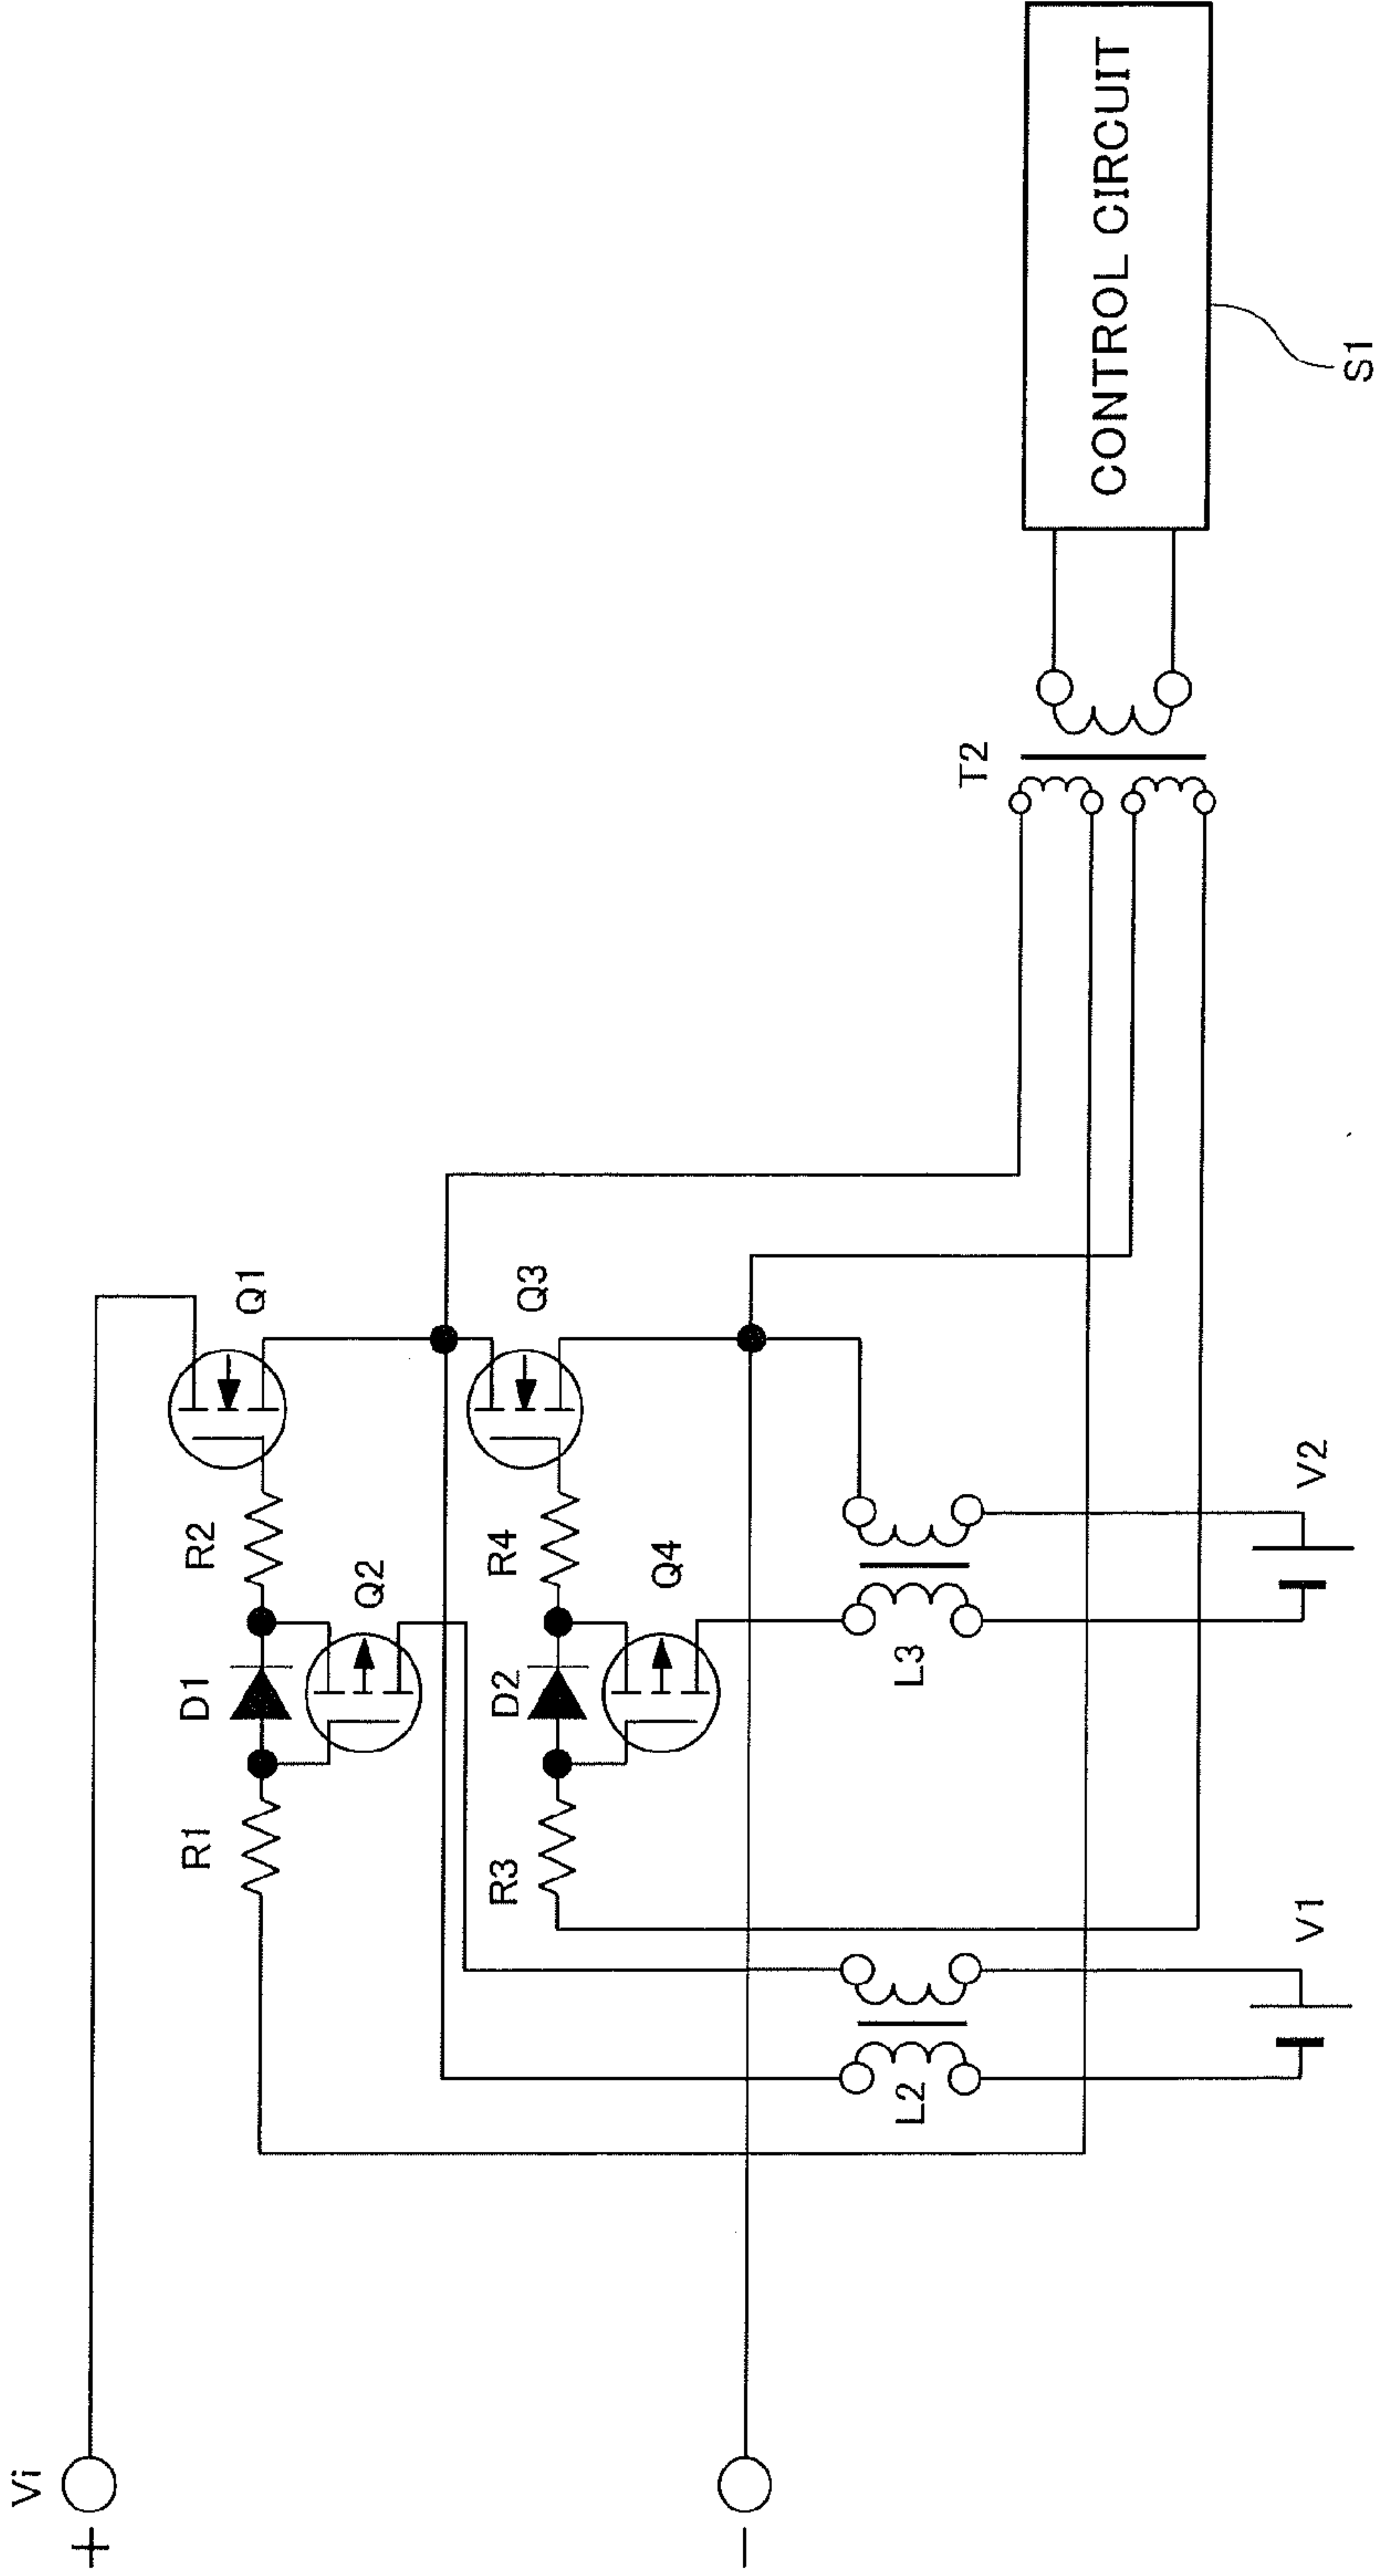 Vi
+
−
R1
D1
R2
Q1
Q2
R3
D2
R4
Q3
Q4
L2
L3
V1
V2
T2
CONTROL CIRCUIT
S1